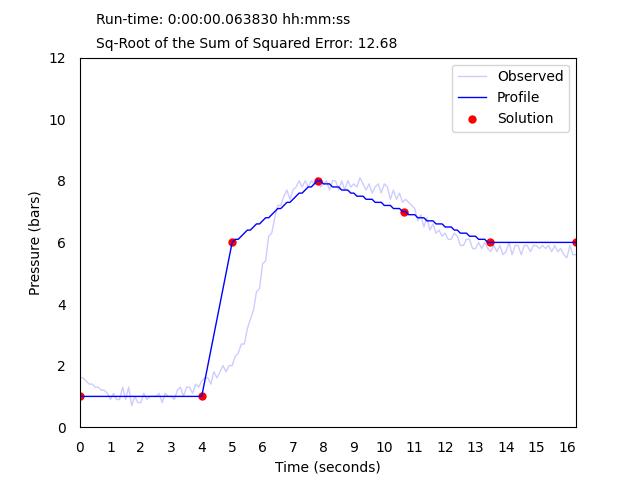 Run-time: 0:00:00.063830 hh:mm:ss
Sq-Root of the Sum of Squared Error: 12.68
12
10
8
6
4
2
0
Pressure (bars)
Observed
Profile
Solution
0 1 2 3 4 5 6 7 8 9 10 11 12 13 14 15 16
Time (seconds)